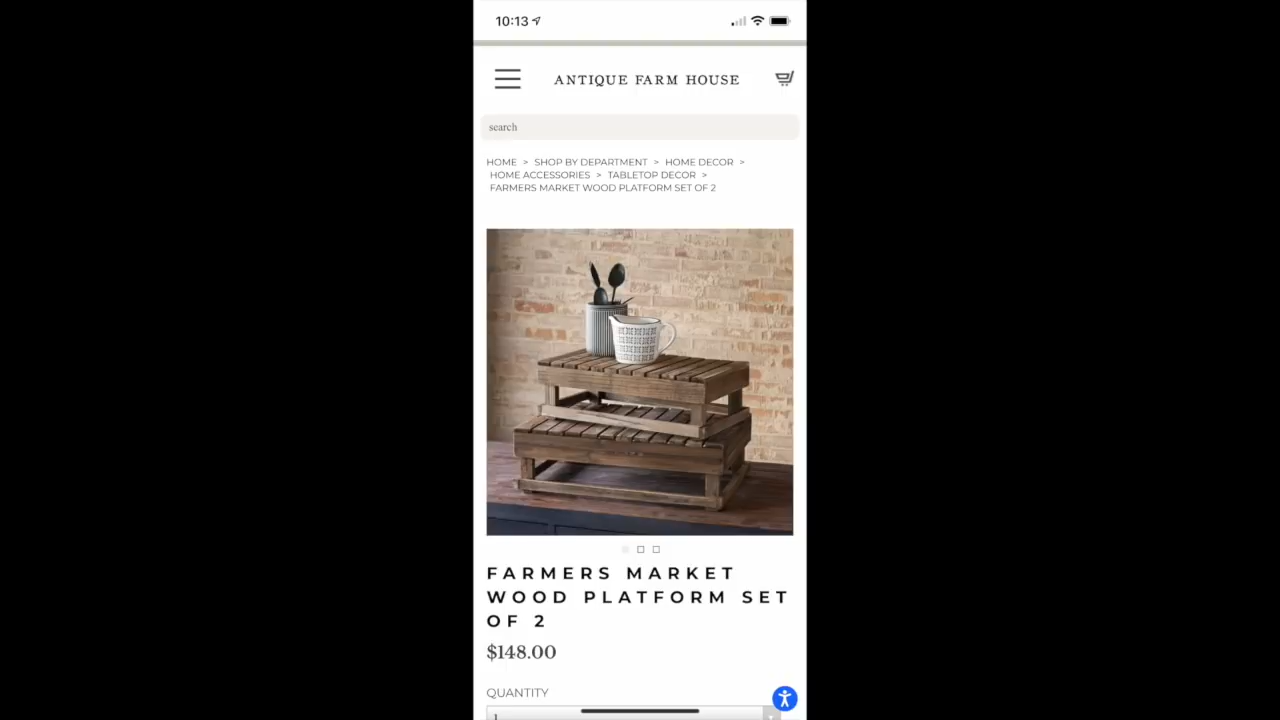 10:13
ANTIQUE FARM HOUSE
search
HOME > SHOP BY DEPARTMENT > HOME DECOR >
HOME ACCESSORIES > TABLETOP DECOR >
FARMERS MARKET WOOD PLATFORM SET OF 2
FARMERS MARKET
WOOD PLATFORM SET
OF 2
$148.00
QUANTITY
1